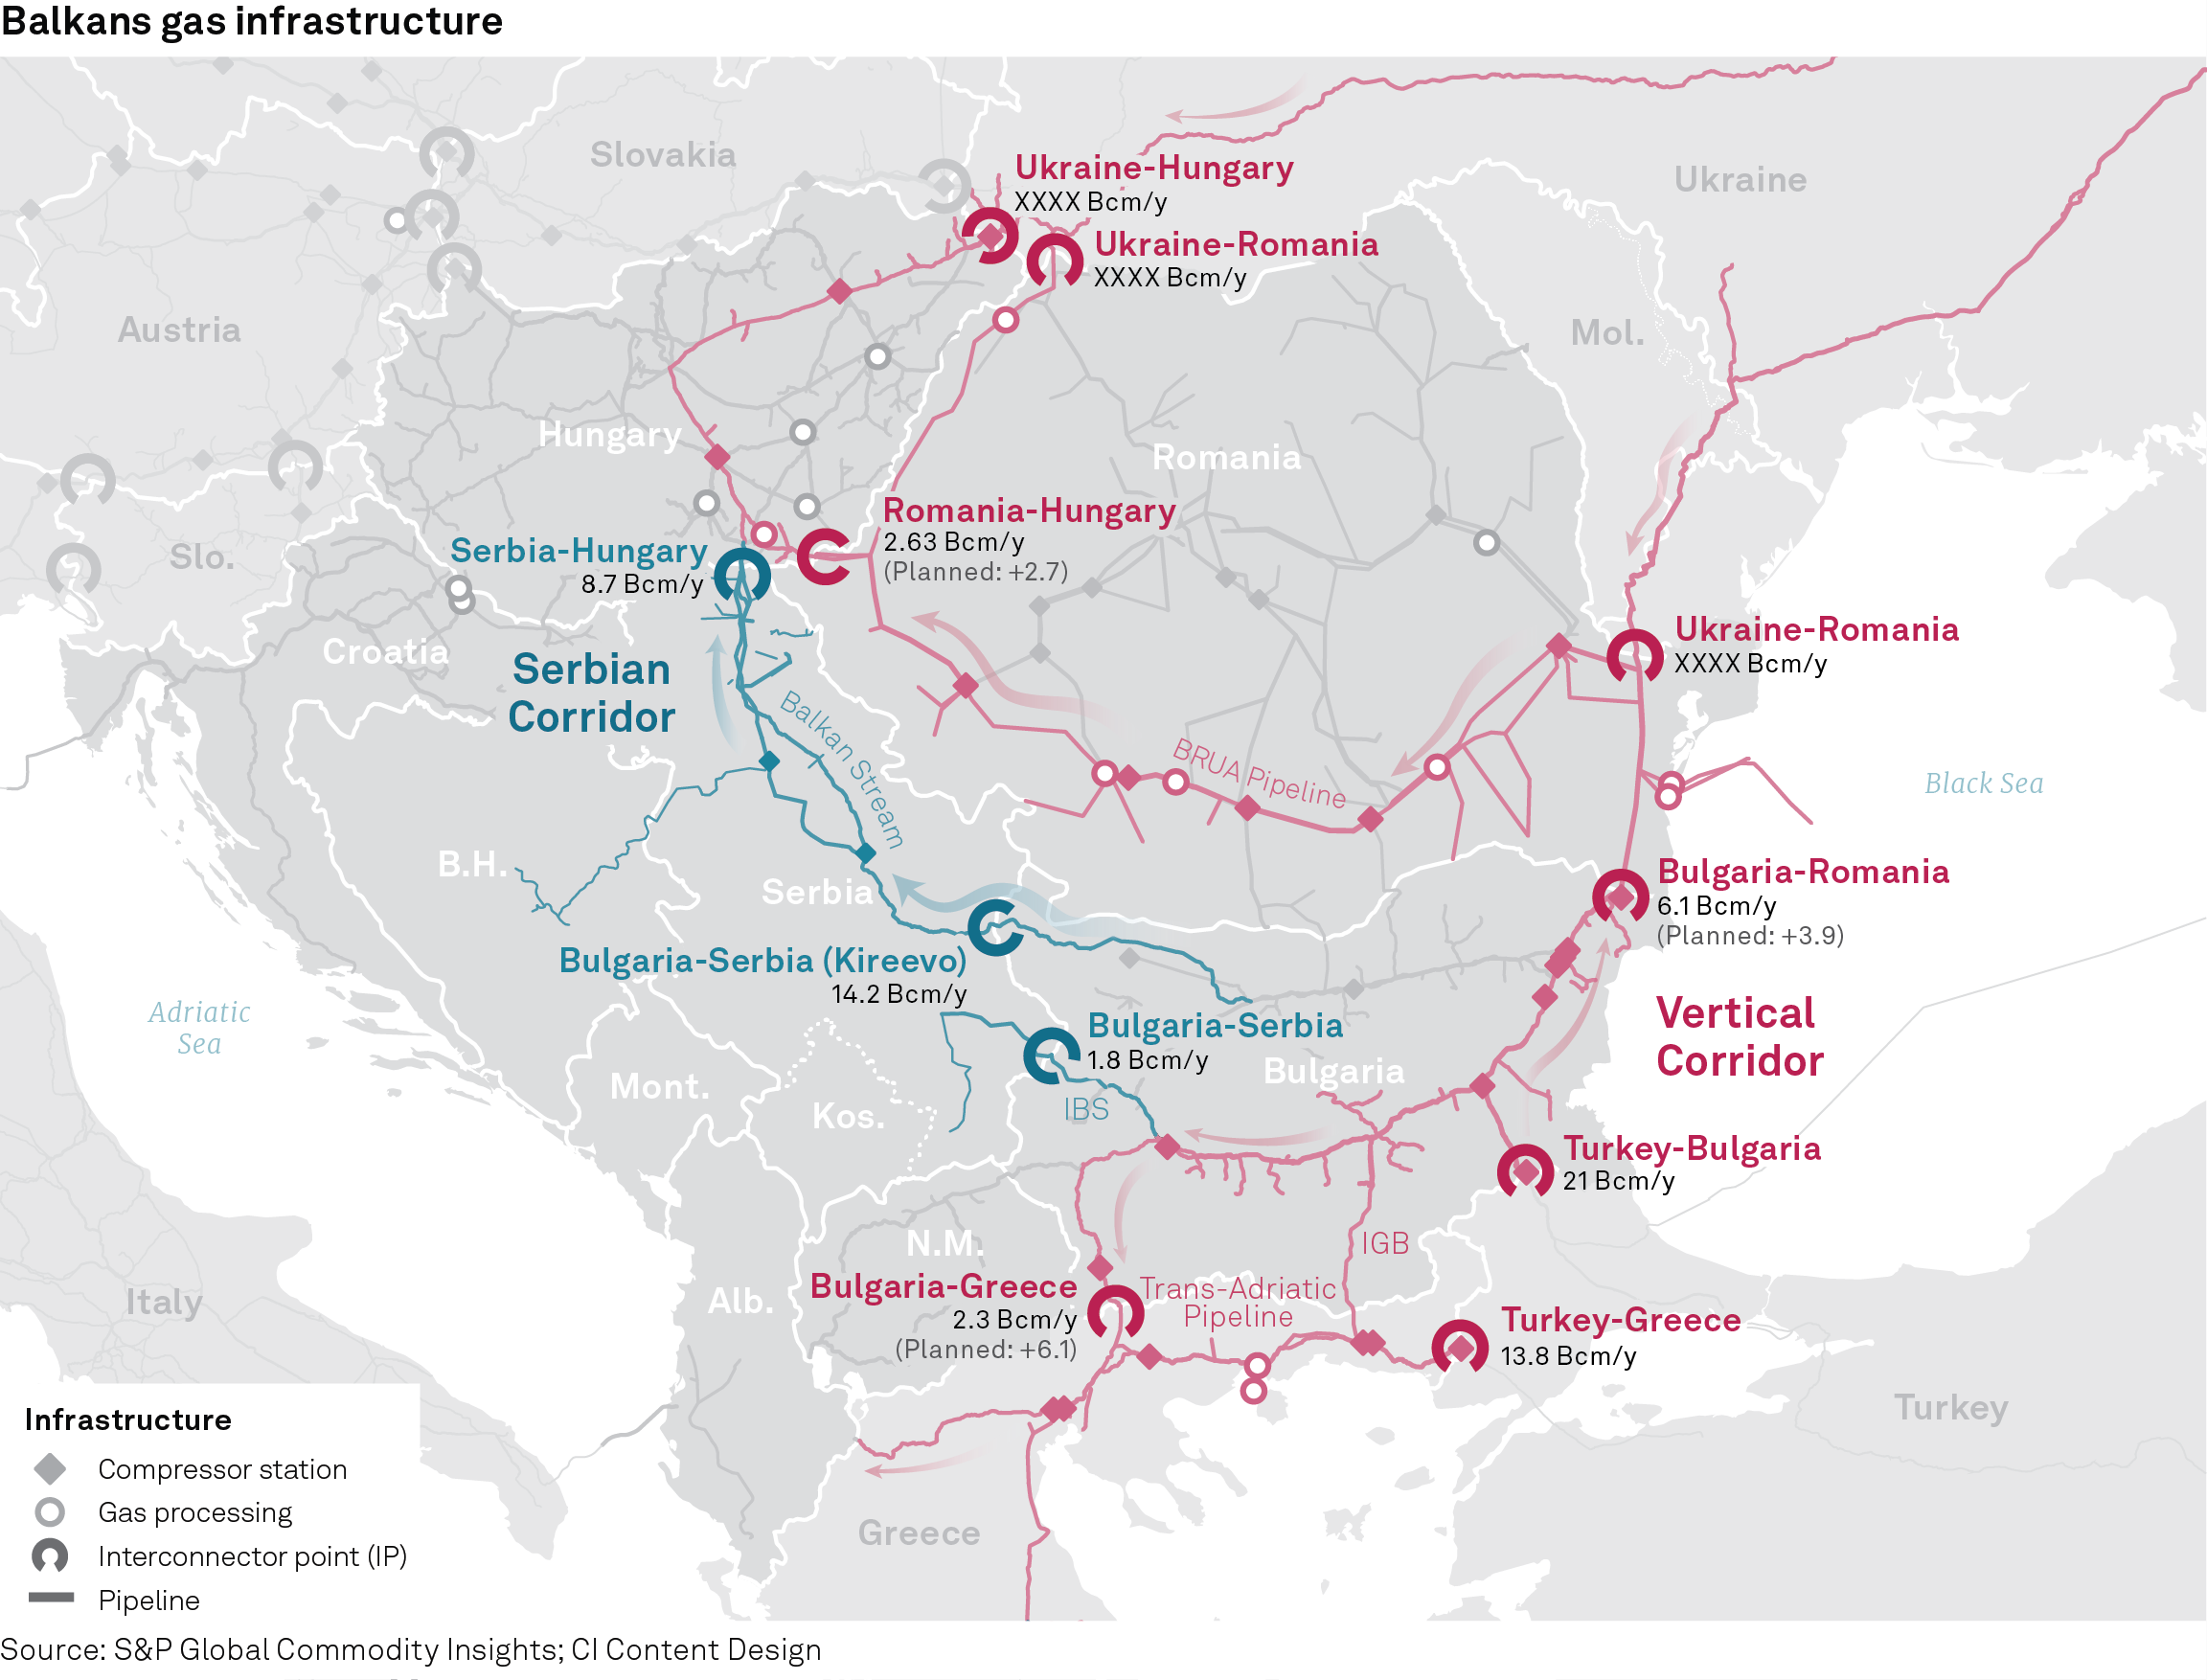 Balkans gas infrastructure
Slovakia
Ukraine
Ukraine-Hungary
XXXX Bcm/y
Ukraine-Romania
XXXX Bcm/y
Austria
Mol.
Hungary
Romania
Romania-Hungary
2.63 Bcm/y
(Planned: +2.7)
Serbia-Hungary
8.7 Bcm/y
Slo.
Croatia
Serbian
Corridor
Ukraine-Romania
XXXX Bcm/y
Balkan Stream
BRUA Pipeline
Black Sea
B.H.
Serbia
Bulgaria-Romania
6.1 Bcm/y
(Planned: +3.9)
Bulgaria-Serbia (Kireevo)
14.2 Bcm/y
Adriatic
Sea
Vertical
Corridor
Bulgaria-Serbia
1.8 Bcm/y
Bulgaria
Mont.
Kos.
IBS
Turkey-Bulgaria
21 Bcm/y
N.M.
IGB
Italy
Alb.
Bulgaria-Greece
2.3 Bcm/y
(Planned: +6.1)
Trans-Adriatic
Pipeline
Turkey-Greece
13.8 Bcm/y
Turkey
Greece
Infrastructure
Compressor station
Gas processing
Interconnector point (IP)
Pipeline
Source: S&P Global Commodity Insights; CI Content Design